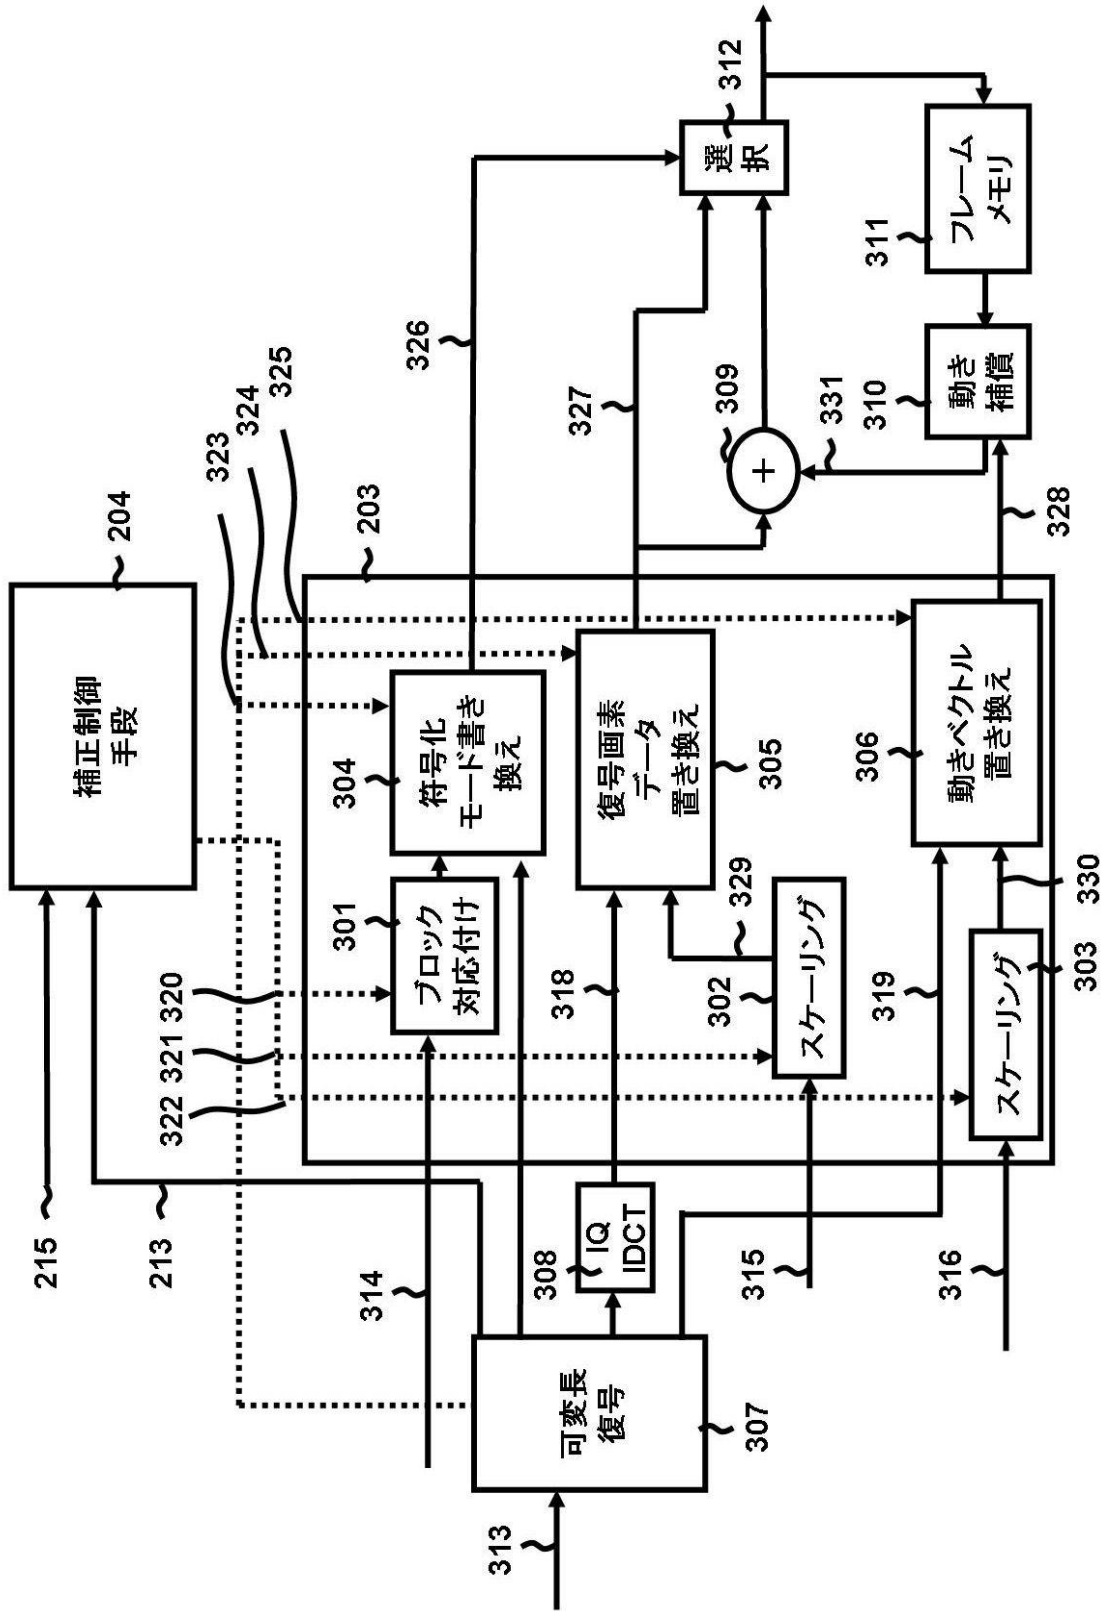 補正制御
手段
204
215
213
323
324
325
320
321
322
203
314
301
ブロック
対応付け
304
符号化
モード書き
換え
326
312
選
択
313
可変長
復号
307
308
IQ
IDCT
318
復号画素
データ
置き換え
305
327
309
+
331
315
302
スケーリング
329
319
306
動きベクトル
置き換え
316
スケーリング
303
330
328
310
動き
補償
311
フレーム
メモリ